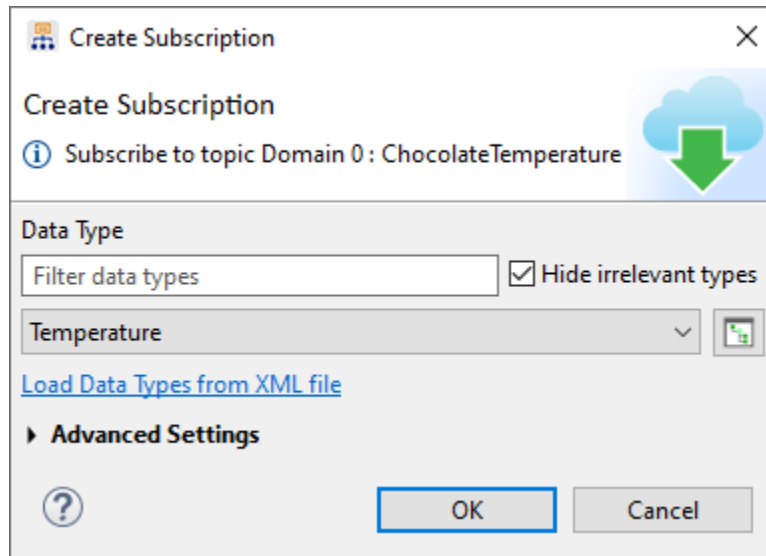 Create Subscription
Create Subscription
Subscribe to topic Domain 0 : ChocolateTemperature
Data Type
Filter data types
Hide irrelevant types
Temperature
Load Data Types from XML file
Advanced Settings
OK
Cancel